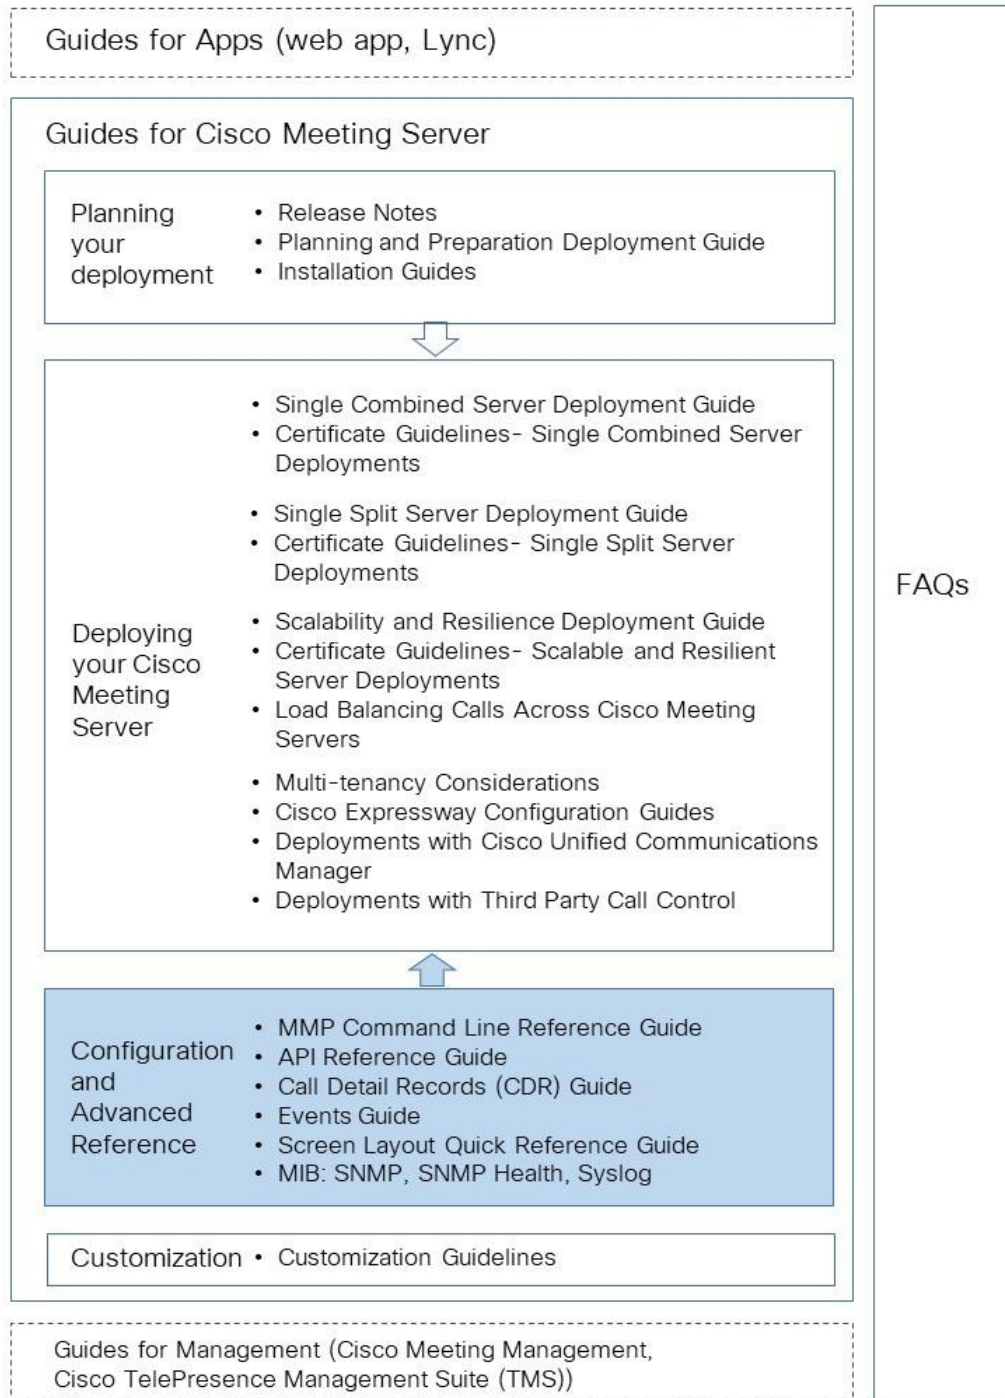 Guides for Apps (web app, Lync)
Guides for Cisco Meeting Server
Planning
your
deployment
• Release Notes
• Planning and Preparation Deployment Guide
• Installation Guides
Deploying
your Cisco
Meeting
Server
• Single Combined Server Deployment Guide
• Certificate Guidelines- Single Combined Server
Deployments
• Single Split Server Deployment Guide
• Certificate Guidelines- Single Split Server
Deployments
• Scalability and Resilience Deployment Guide
• Certificate Guidelines- Scalable and Resilient
Server Deployments
• Load Balancing Calls Across Cisco Meeting
Servers
• Multi-tenancy Considerations
• Cisco Expressway Configuration Guides
• Deployments with Cisco Unified Communications
Manager
• Deployments with Third Party Call Control
Configuration
and
Advanced
Reference
• MMP Command Line Reference Guide
• API Reference Guide
• Call Detail Records (CDR) Guide
• Events Guide
• Screen Layout Quick Reference Guide
• MIB: SNMP, SNMP Health, Syslog
Customization • Customization Guidelines
Guides for Management (Cisco Meeting Management,
Cisco TelePresence Management Suite (TMS))
FAQs